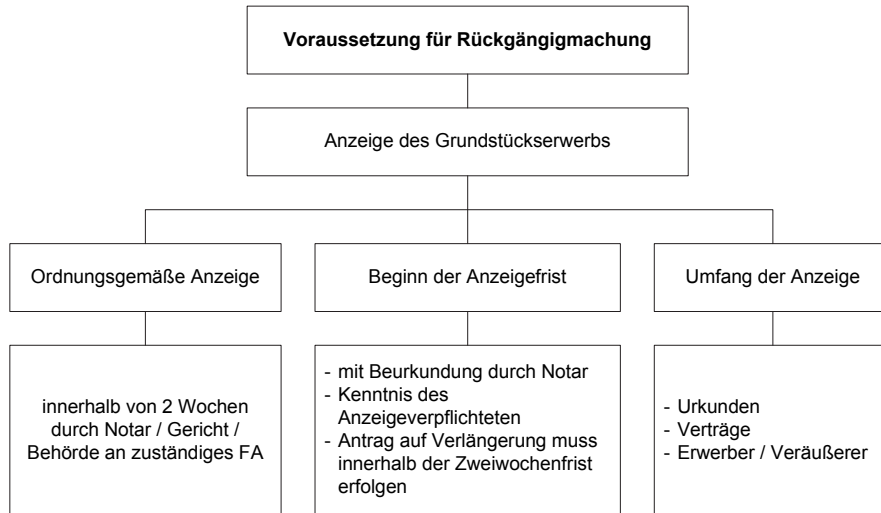 Voraussetzung für Rückgängigmachung
Anzeige des Grundstückserwerbs
Ordnungsgemäße Anzeige
Beginn der Anzeigefrist
Umfang der Anzeige
innerhalb von 2 Wochen
durch Notar / Gericht /
Behörde an zuständiges FA
- mit Beurkundung durch Notar
- Kenntnis des
Anzeigeverpflichteten
- Antrag auf Verlängerung muss
innerhalb der Zweiwochenfrist
erfolgen
- Urkunden
- Verträge
- Erwerber / Veräußerer